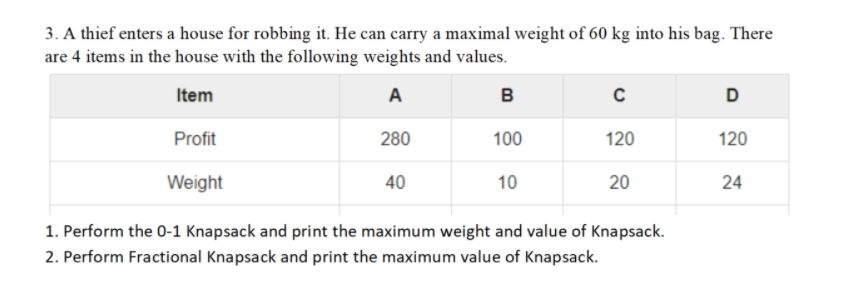 3. A thief enters a house for robbing it. He can carry a maximal weight of 60 kg into his bag. There
are 4 items in the house with the following weights and values.
Item A B C D
Profit 280 100 120 120
Weight 40 10 20 24
1. Perform the 0-1 Knapsack and print the maximum weight and value of Knapsack.
2. Perform Fractional Knapsack and print the maximum value of Knapsack.